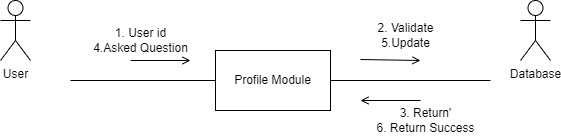 1. User id
4.Asked Question
2. Validate
5.Update
User
Profile Module
Database
3. Return'
6. Return Success